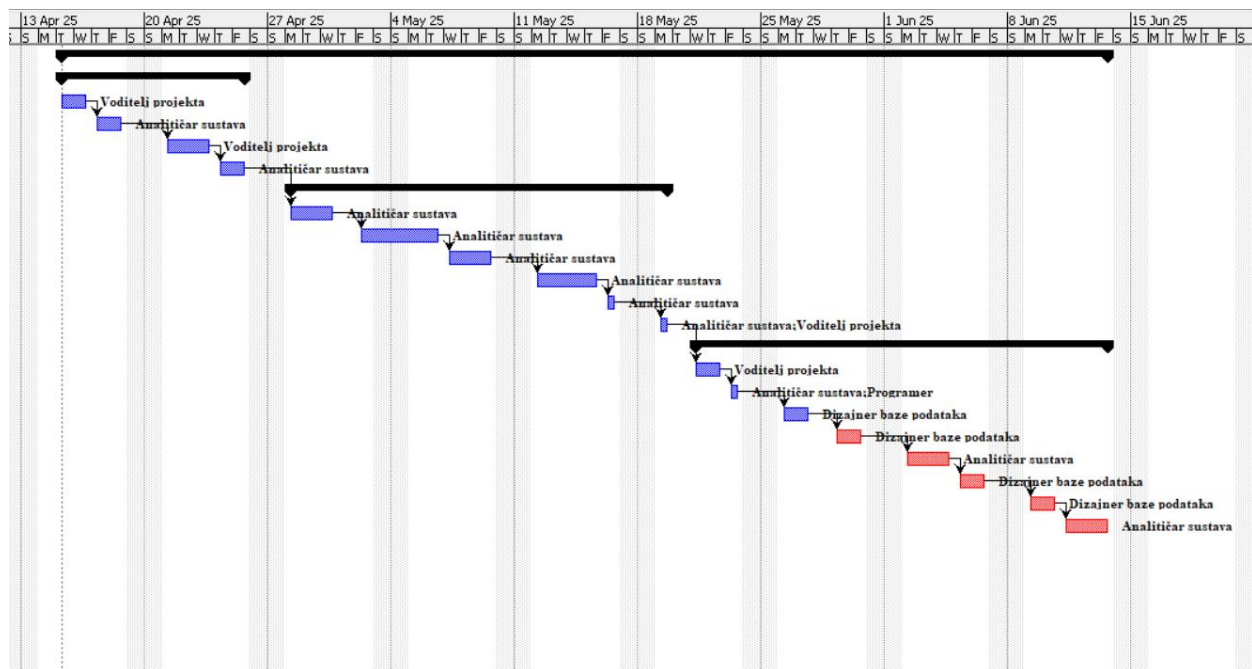 13 Apr 25 20 Apr 25 27 Apr 25 4 May 25 11 May 25 18 May 25 25 May 25 1 Jun 25 8 Jun 25 15 Jun 25
S S M T W T F S S M T W T F S S M T W T F S S M T W T F S S M T W T F S S M T W T F S S M T W T F S S M T W T F S S M T W T F S S M T W T F S
Voditelj projekta
Analitičar sustava
Voditelj projekta
Analitičar sustava
Analitičar sustava
Analitičar sustava
Analitičar sustava
Analitičar sustava
Analitičar sustava
Analitičar sustava;Voditelj projekta
Voditelj projekta
Analitičar sustava;Programer
Dizajner baze podataka
Dizajner baze podataka
Analitičar sustava
Dizajner baze podataka
Dizajner baze podataka
Analitičar sustava